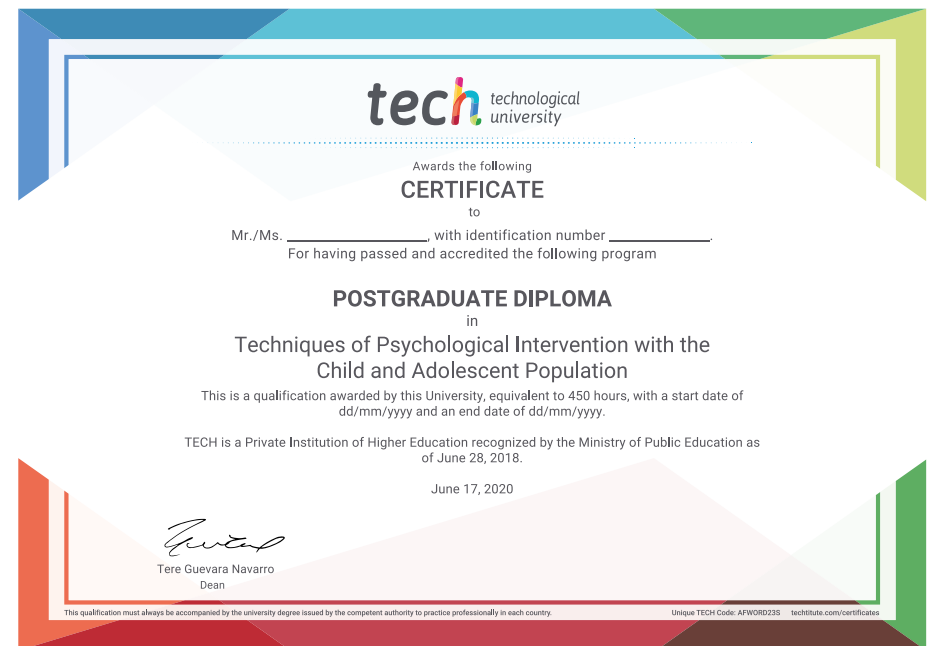 tech technological
university
Awards the following
CERTIFICATE
to
Mr./Ms. ____________________, with identification number ______________.
For having passed and accredited the following program
POSTGRADUATE DIPLOMA
in
Techniques of Psychological Intervention with the
Child and Adolescent Population
This is a qualification awarded by this University, equivalent to 450 hours, with a start date of
dd/mm/yyyy and an end date of dd/mm/yyyy.
TECH is a Private Institution of Higher Education recognized by the Ministry of Public Education as
of June 28, 2018.
June 17, 2020
Tere Guevara Navarro
Dean
This qualification must always be accompanied by the university degree issued by the competent authority to practice professionally in each country. Unique TECH Code: AFWORD23S techtitute.com/certificates